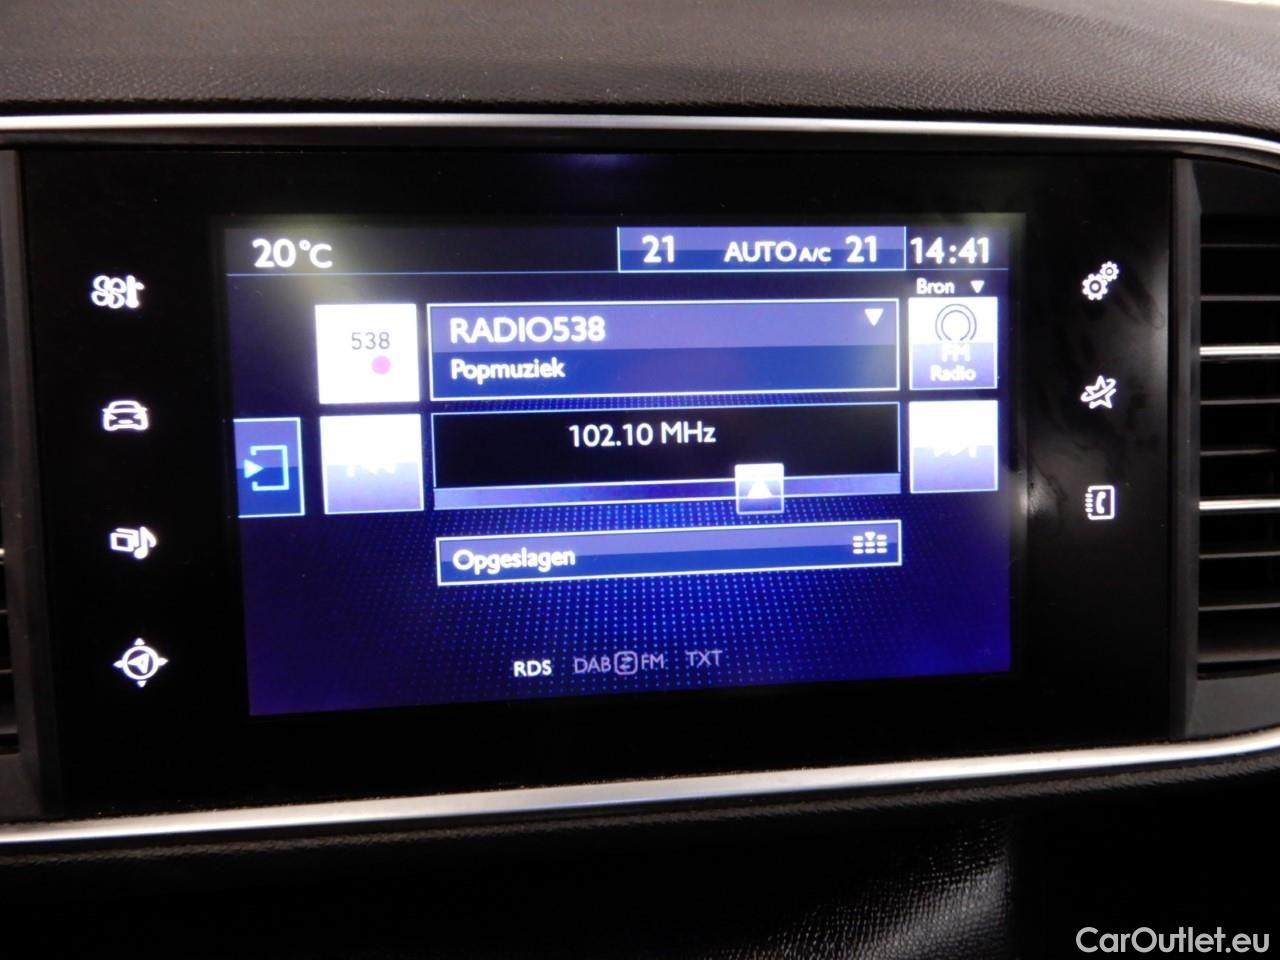 20°C
21 AUTO A/C 21
14:41
Bron
538
RADIO538
Popmuziek
FM
Radio
102.10 MHz
Opgeslagen
RDS DAB FM TXT
CarOutlet.eu